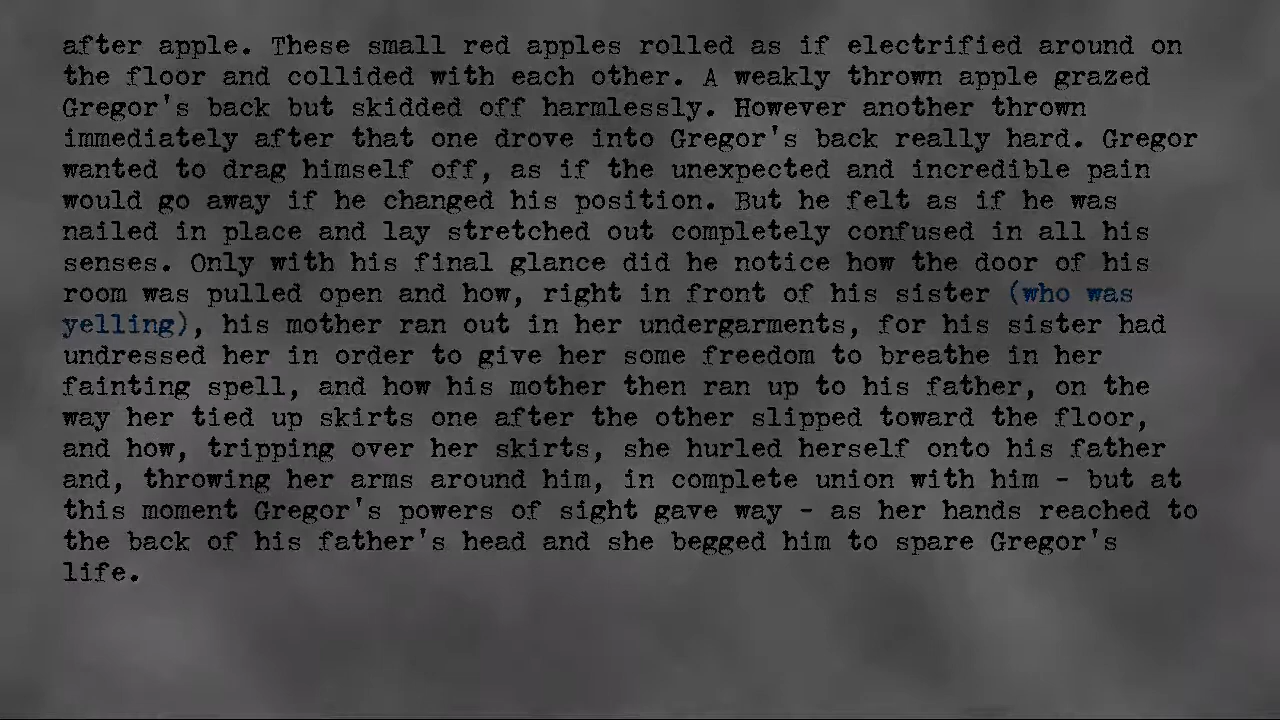 after apple. These small red apples rolled as if electrified around on
the floor and collided with each other. A weakly thrown apple grazed
Gregor's back but skidded off harmlessly. However another thrown
immediately after that one drove into Gregor's back really hard. Gregor
wanted to drag himself off, as if the unexpected and incredible pain
would go away if he changed his position. But he felt as if he was
nailed in place and lay stretched out completely confused in all his
senses. Only with his final glance did he notice how the door of his
room was pulled open and how, right in front of his sister (who was
yelling), his mother ran out in her undergarments, for his sister had
undressed her in order to give her some freedom to breathe in her
fainting spell, and how his mother then ran up to his father, on the
way her tied up skirts one after the other slipped toward the floor,
and how, tripping over her skirts, she hurled herself onto his father
and, throwing her arms around him, in complete union with him - but at
this moment Gregor's powers of sight gave way - as her hands reached to
the back of his father's head and she begged him to spare Gregor's
life.